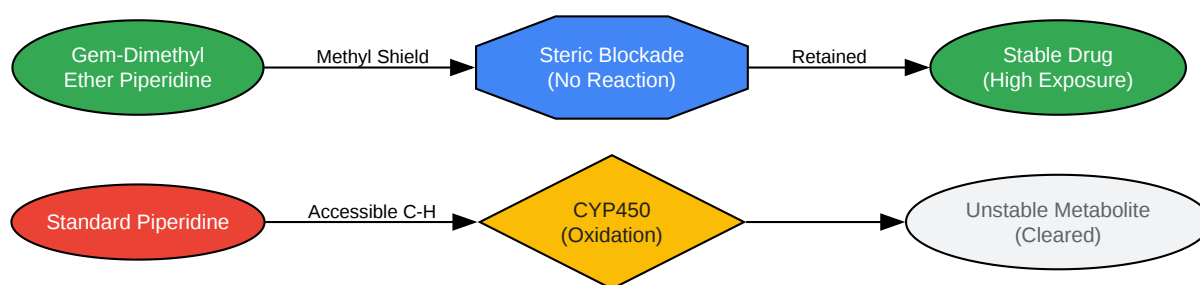 Gem-Dimethyl
Ether Piperidine
Methyl Shield
Steric Blockade
(No Reaction)
Retained
Stable Drug
(High Exposure)
Standard Piperidine
Accessible C-H
CYP450
(Oxidation)
Unstable Metabolite
(Cleared)